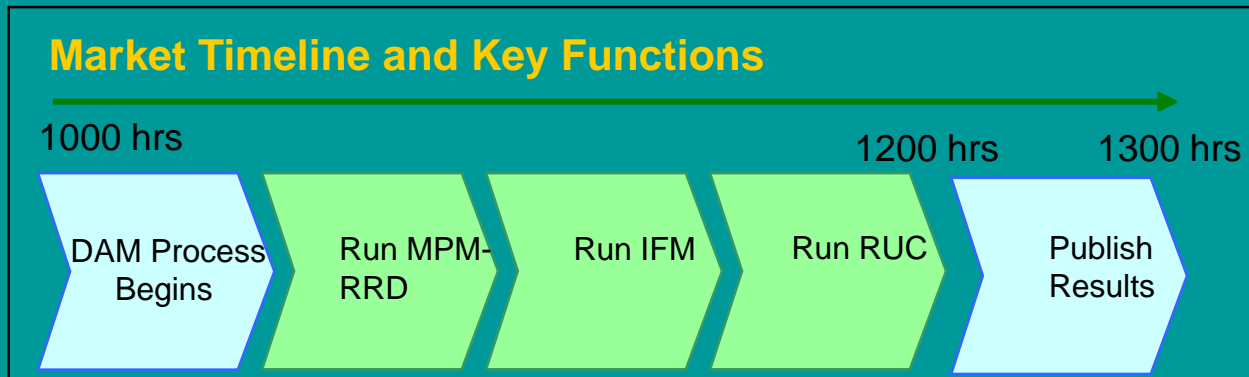 Market Timeline and Key Functions
1000 hrs
1200 hrs
1300 hrs
DAM Process
Begins
Run MPM-
RRD
Run IFM
Run RUC
Publish
Results